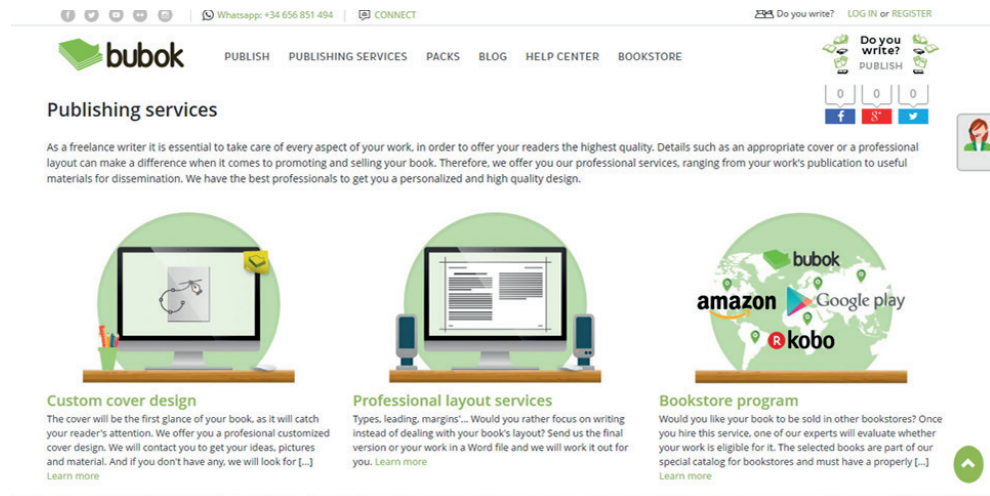 Whatsapp: +34 656 851 494
CONNECT
Do you write? LOG IN or REGISTER
bubok
PUBLISH PUBLISHING SERVICES PACKS BLOG HELP CENTER BOOKSTORE
Do you
write?
PUBLISH
0 0 0
f g+
Publishing services
As a freelance writer it is essential to take care of every aspect of your work, in order to offer your readers the highest quality. Details such as an appropriate cover or a professional
layout can make a difference when it comes to promoting and selling your book. Therefore, we offer you our professional services, ranging from your work's publication to useful
materials for dissemination. We have the best professionals to get you a personalized and high quality design.
bubok
amazon Google play
R kobo
Custom cover design
The cover will be the first glance of your book, as it will catch
your reader's attention. We offer you a profesional customized
cover design. We will contact you to get your ideas, pictures
and material. And if you don't have any, we will look for [...]
Learn more
Professional layout services
Types, leading, margins'... Would you rather focus on writing
instead of dealing with your book's layout? Send us the final
version or your work in a Word file and we will work it out for
you. Learn more
Bookstore program
Would you like your book to be sold in other bookstores? Once
you hire this service, one of our experts will evaluate whether
your work is eligible for it. The selected books are part of our
special catalog for bookstores and must have a properly [...]
Learn more